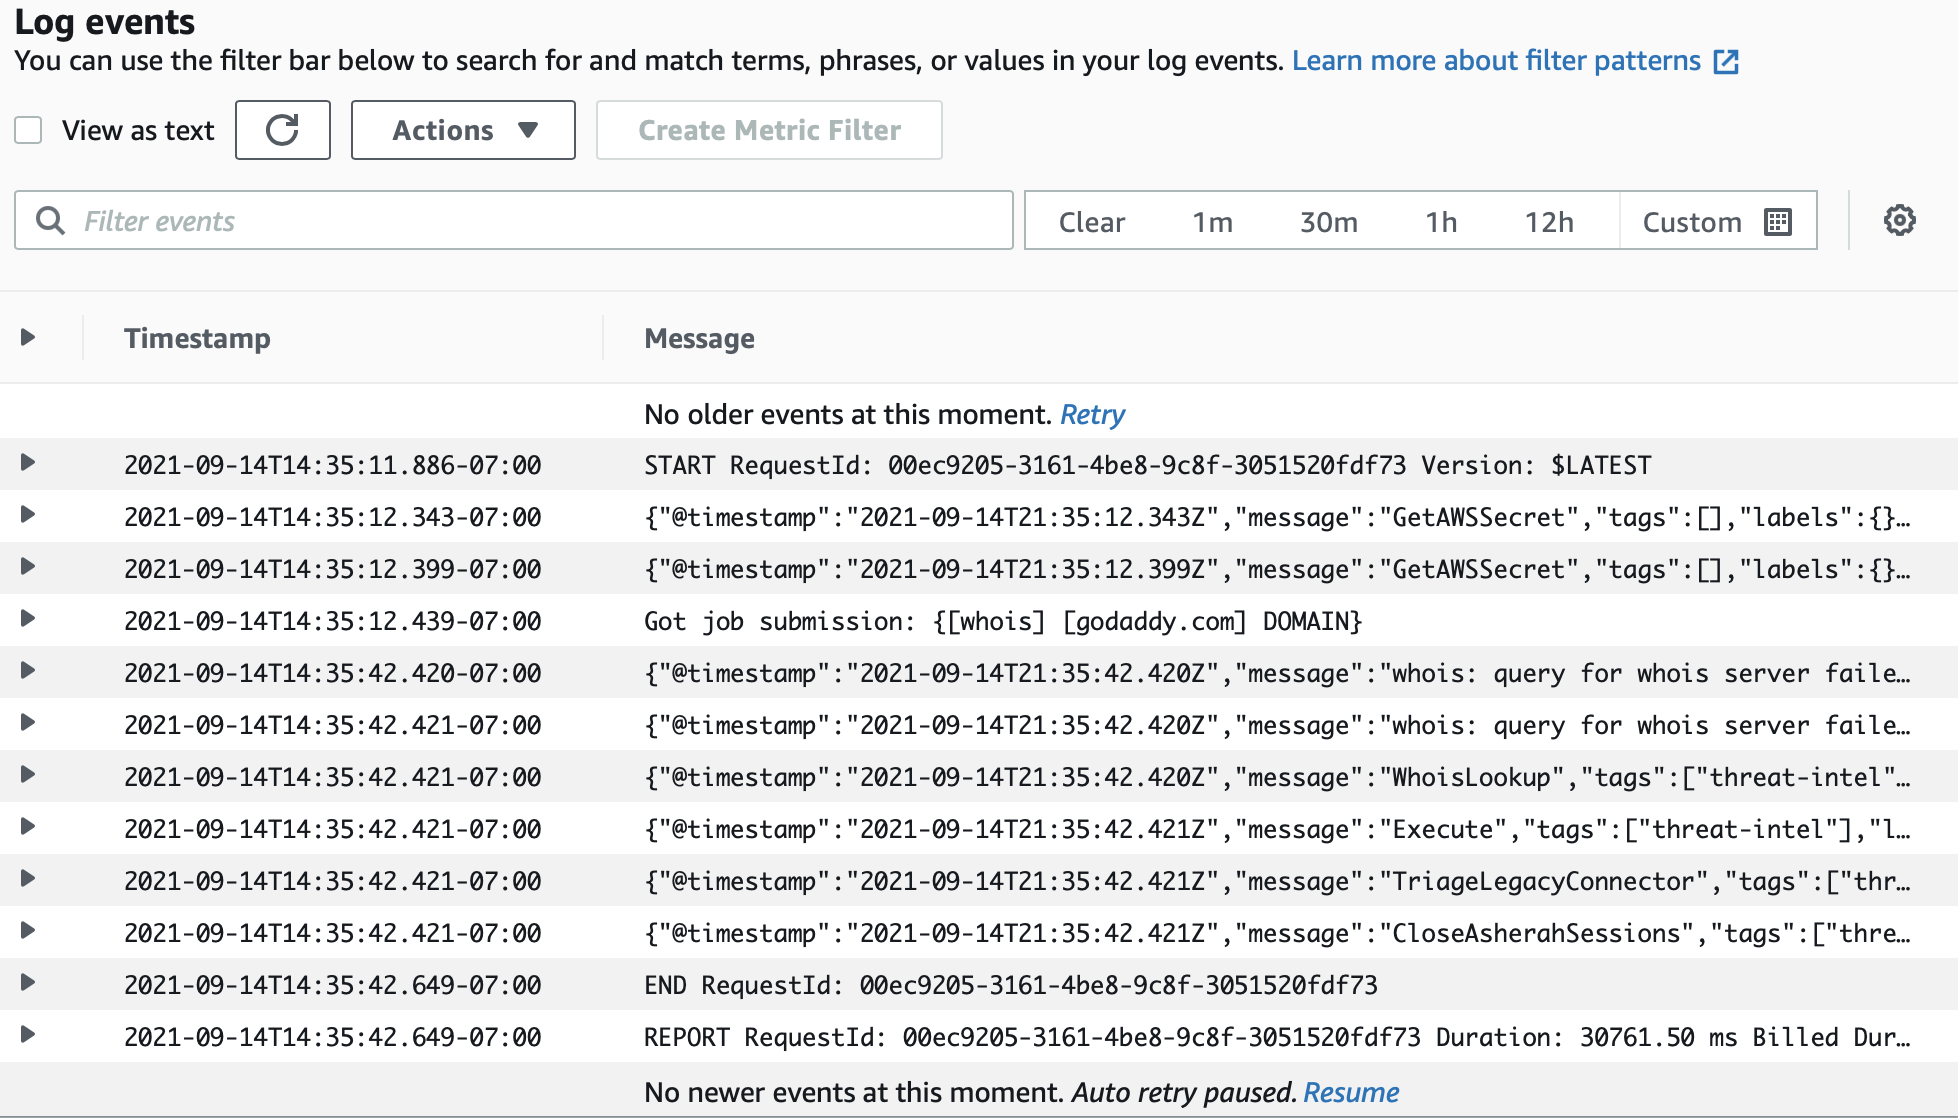 Log events
You can use the filter bar below to search for and match terms, phrases, or values in your log events. Learn more about filter patterns
View as text Actions Create Metric Filter
Filter events Clear 1m 30m 1h 12h Custom
Timestamp Message
No older events at this moment. Retry
2021-09-14T14:35:11.886-07:00 START RequestId: 00ec9205-3161-4be8-9c8f-3051520fdf73 Version: $LATEST
2021-09-14T14:35:12.343-07:00 {"@timestamp":"2021-09-14T21:35:12.343Z","message":"GetAWSSecret","tags":[],"labels":{}…
2021-09-14T14:35:12.399-07:00 {"@timestamp":"2021-09-14T21:35:12.399Z","message":"GetAWSSecret","tags":[],"labels":{}…
2021-09-14T14:35:12.439-07:00 Got job submission: {[whois] [godaddy.com] DOMAIN}
2021-09-14T14:35:42.420-07:00 {"@timestamp":"2021-09-14T21:35:42.420Z","message":"whois: query for whois server faile…
2021-09-14T14:35:42.421-07:00 {"@timestamp":"2021-09-14T21:35:42.420Z","message":"whois: query for whois server faile…
2021-09-14T14:35:42.421-07:00 {"@timestamp":"2021-09-14T21:35:42.420Z","message":"WhoisLookup","tags":["threat-intel"…
2021-09-14T14:35:42.421-07:00 {"@timestamp":"2021-09-14T21:35:42.421Z","message":"Execute","tags":["threat-intel"],"l…
2021-09-14T14:35:42.421-07:00 {"@timestamp":"2021-09-14T21:35:42.421Z","message":"TriageLegacyConnector","tags":["thr…
2021-09-14T14:35:42.421-07:00 {"@timestamp":"2021-09-14T21:35:42.421Z","message":"CloseAsherahSessions","tags":["thre…
2021-09-14T14:35:42.649-07:00 END RequestId: 00ec9205-3161-4be8-9c8f-3051520fdf73
2021-09-14T14:35:42.649-07:00 REPORT RequestId: 00ec9205-3161-4be8-9c8f-3051520fdf73 Duration: 30761.50 ms Billed Dur…
No newer events at this moment. Auto retry paused. Resume